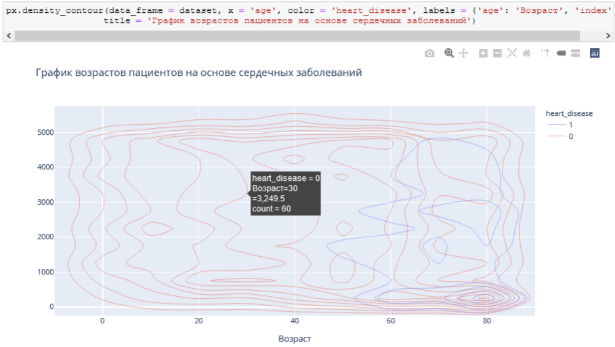 px.density_contour(data_frame = dataset, x = 'age', color = 'heart_disease', labels = {'age': 'Возраст', 'index'
title = 'График возрастов пациентов на основе сердечных заболеваний')
График возрастов пациентов на основе сердечных заболеваний
heart_disease
1
0
5000
4000
3000
2000
1000
0
heart_disease = 0
Возраст=30
=3,249.5
count = 60
0
20
40
60
80
Возраст